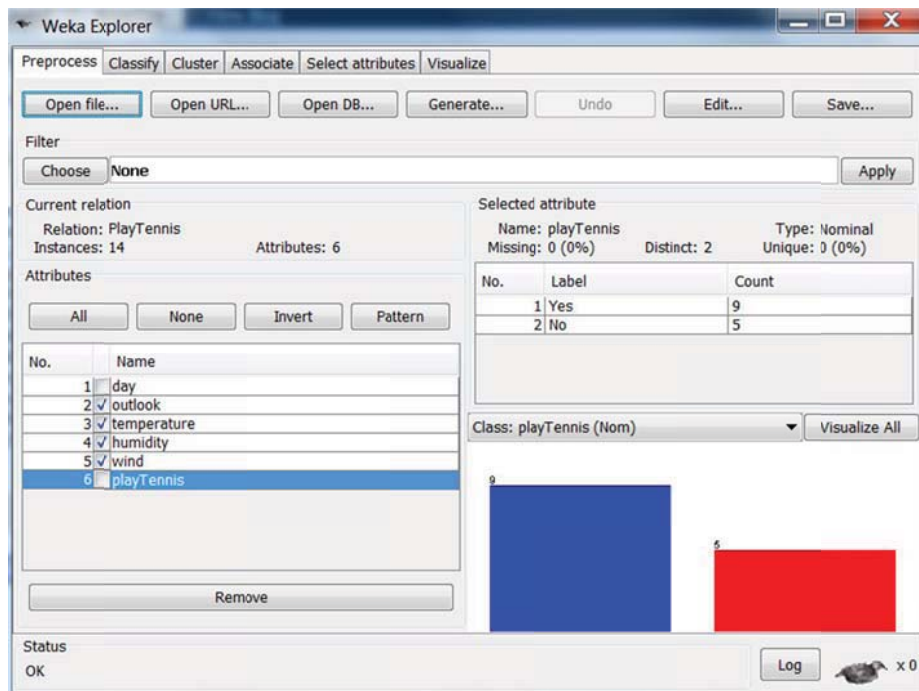 Weka Explorer
Preprocess Classify Cluster Associate Select attributes Visualize
Open file... Open URL... Open DB... Generate... Undo Edit... Save...
Filter
Choose None Apply
Current relation
Relation: PlayTennis
Instances: 14 Attributes: 6
Attributes
All None Invert Pattern
No. Name
1 day
2 outlook
3 temperature
4 humidity
5 wind
6 playTennis
Remove
Selected attribute
Name: playTennis Type: Nominal
Missing: 0 (0%) Distinct: 2 Unique: 0 (0%)
No. Label Count
1 Yes 9
2 No 5
Class: playTennis (Nom) Visualize All
9
5
Status
OK
Log x 0